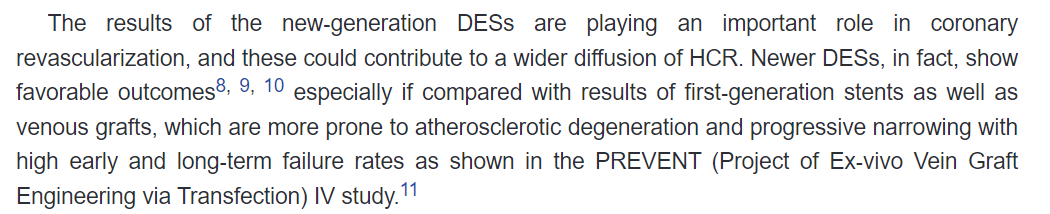 The results of the new-generation DESs are playing an important role in coronary
revascularization, and these could contribute to a wider diffusion of HCR. Newer DESs, in fact, show
favorable outcomes8, 9, 10 especially if compared with results of first-generation stents as well as
venous grafts, which are more prone to atherosclerotic degeneration and progressive narrowing with
high early and long-term failure rates as shown in the PREVENT (Project of Ex-vivo Vein Graft
Engineering via Transfection) IV study.11